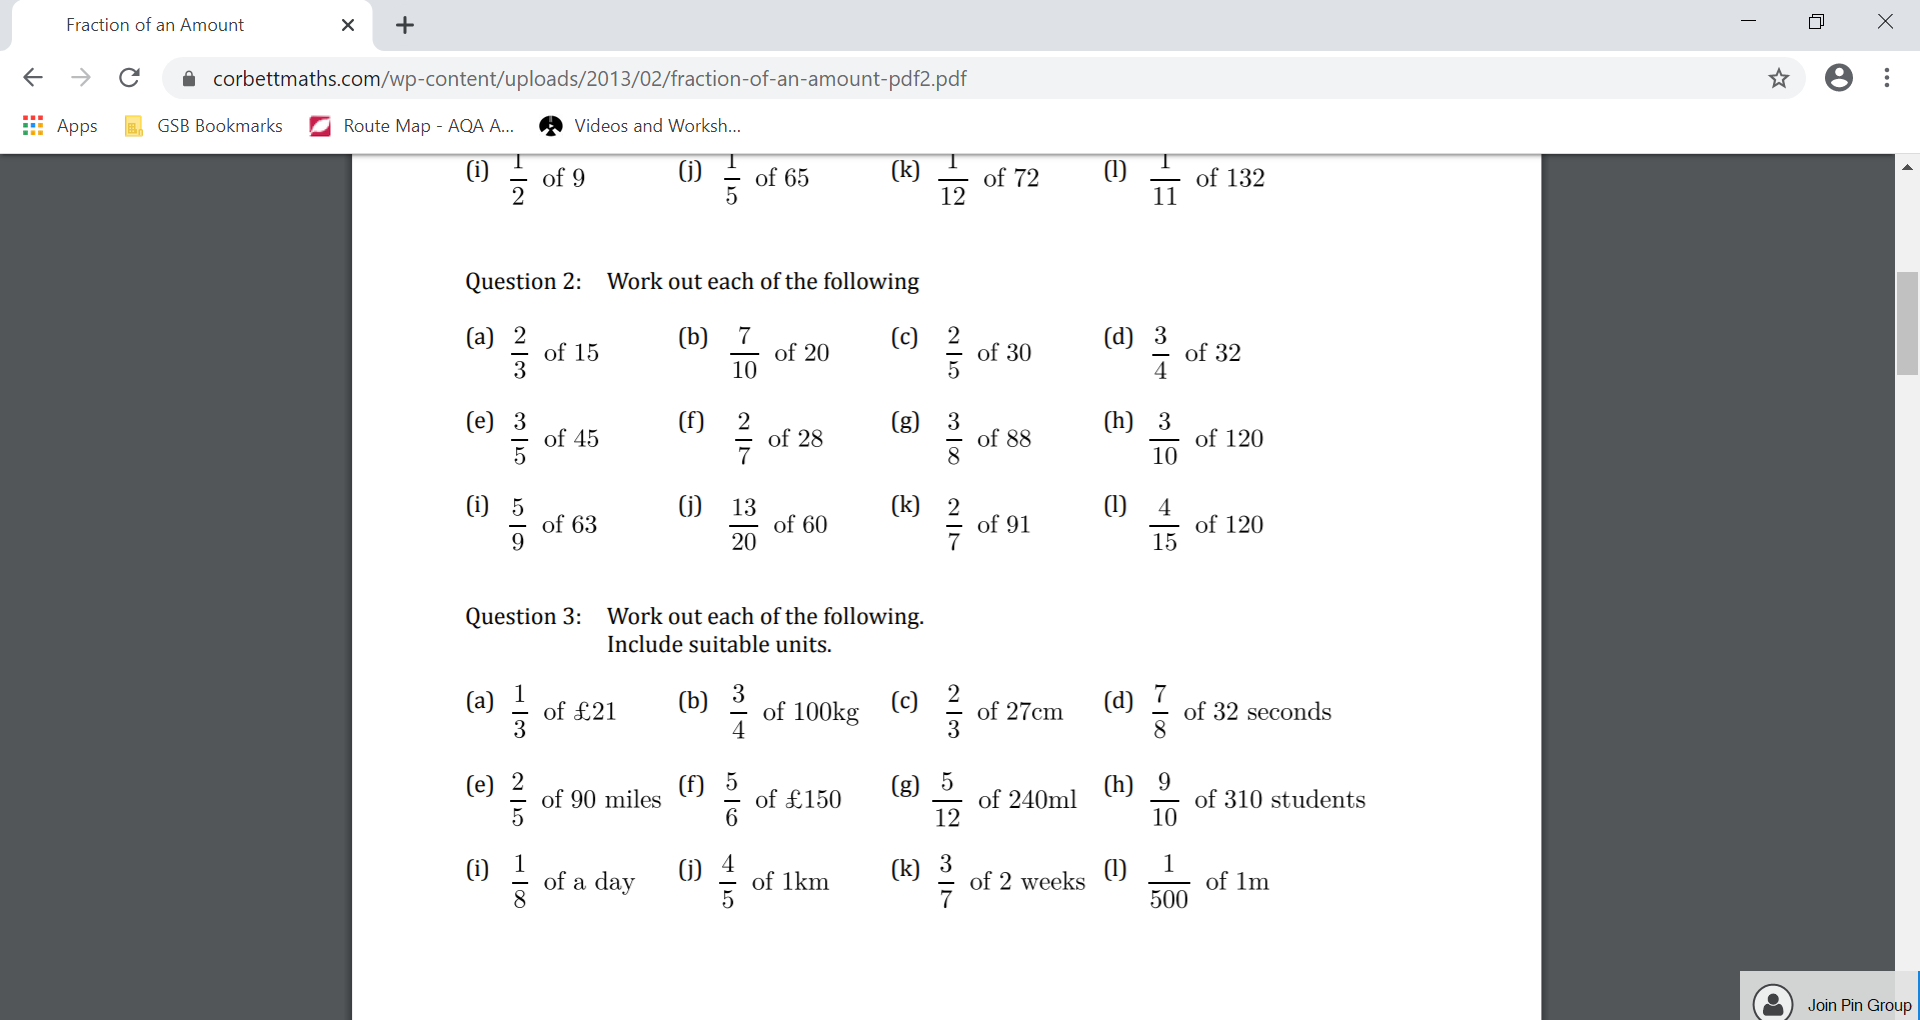 Fraction of an Amount
corbettmaths.com/wp-content/uploads/2013/02/fraction-of-an-amount-pdf2.pdf
Apps GSB Bookmarks Route Map - AQA A... Videos and Worksh...
(i) 1/2 of 9 (j) 1/5 of 65 (k) 1/12 of 72 (l) 1/11 of 132
Question 2: Work out each of the following
(a) 2/3 of 15 (b) 7/10 of 20 (c) 2/5 of 30 (d) 3/4 of 32
(e) 3/5 of 45 (f) 2/7 of 28 (g) 3/8 of 88 (h) 3/10 of 120
(i) 5/9 of 63 (j) 13/20 of 60 (k) 2/7 of 91 (l) 4/15 of 120
Question 3: Work out each of the following.
Include suitable units.
(a) 1/3 of £21 (b) 3/4 of 100kg (c) 2/3 of 27cm (d) 7/8 of 32 seconds
(e) 2/5 of 90 miles (f) 5/6 of £150 (g) 5/12 of 240ml (h) 9/10 of 310 students
(i) 1/8 of a day (j) 4/5 of 1km (k) 3/7 of 2 weeks (l) 1/500 of 1m
Join Pin Group